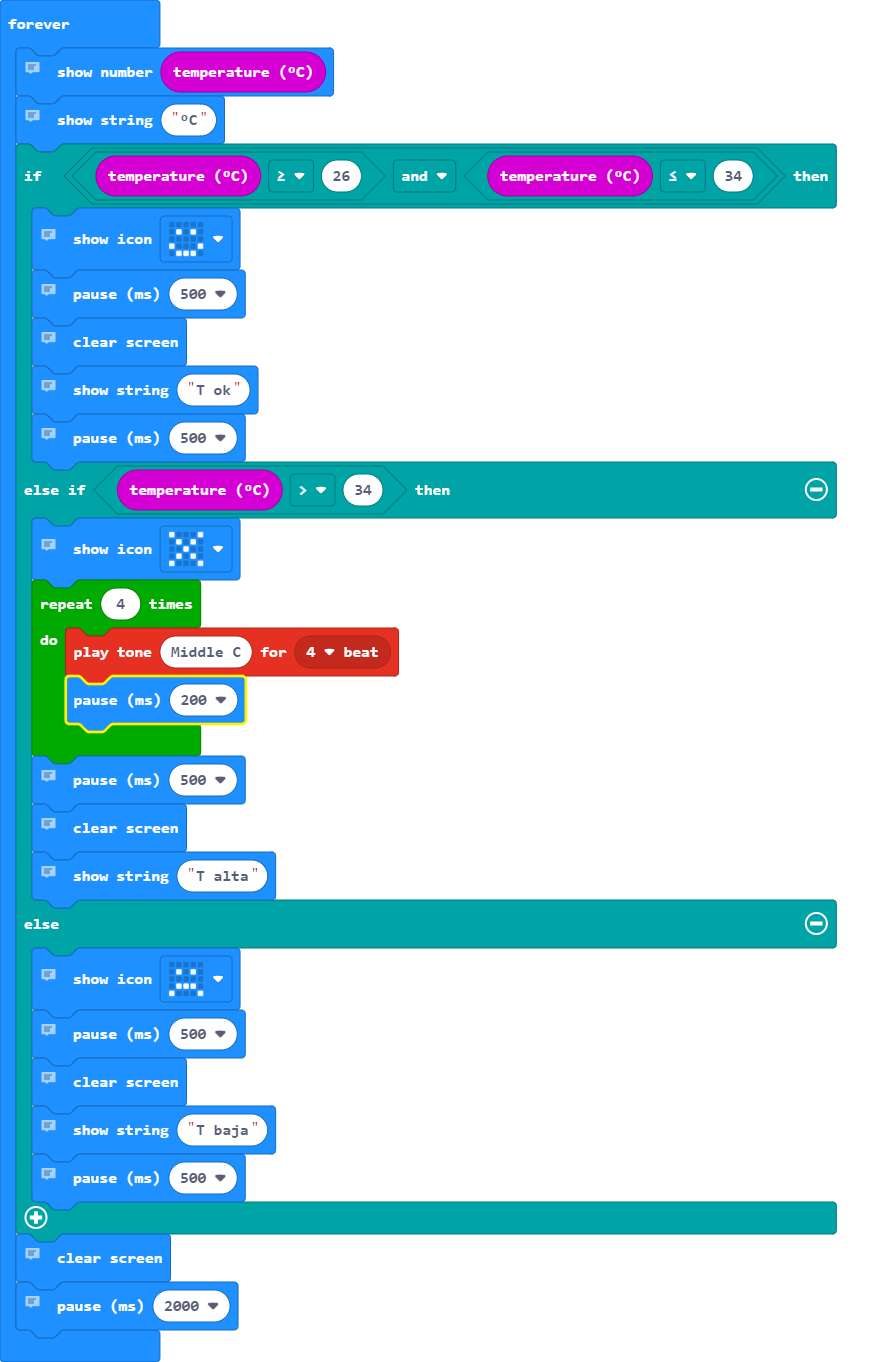 forever
show number temperature (ºC)
show string "ºC"
if temperature (ºC) ≥ 26 and temperature (ºC) ≤ 34 then
show icon
pause (ms) 500
clear screen
show string "T ok"
pause (ms) 500
else if temperature (ºC) > 34 then
show icon
repeat 4 times
do play tone Middle C for 4 beat
pause (ms) 200
pause (ms) 500
clear screen
show string "T alta"
else
show icon
pause (ms) 500
clear screen
show string "T baja"
pause (ms) 500
clear screen
pause (ms) 2000